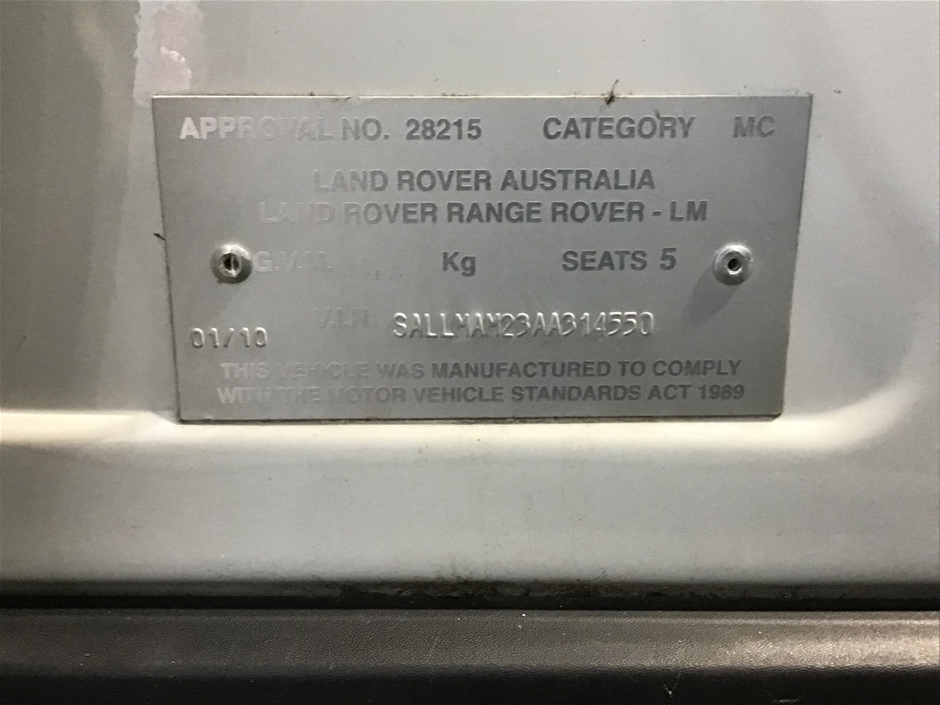 APPROVAL NO. 28215 CATEGORY MC
LAND ROVER AUSTRALIA
LAND ROVER RANGE ROVER - LM
G.V.M. Kg SEATS 5
01/10 V.I.N SALLMAM23AA314550
THIS VEHICLE WAS MANUFACTURED TO COMPLY
WITH THE MOTOR VEHICLE STANDARDS ACT 1989